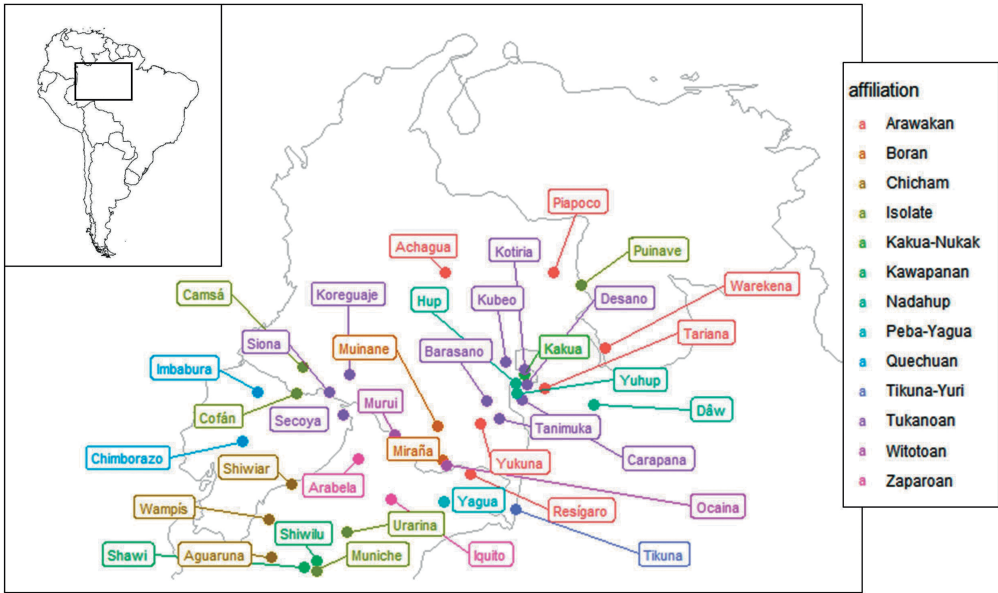 Piapoco
Achagua
Kotiria
Puinave
Warekena
Camsá
Koreguaje
Hup
Kubeo
Desano
Tariana
Siona
Muinane
Barasano
Kakua
Imbabura
Yuhup
Murui
Dâw
Cofán
Secoya
Tanimuka
Chimborazo
Miraña
Yukuna
Carapana
Shiwiar
Arabela
Wampis
Yagua
Resígaro
Ocaina
Shiwilu
Urarina
Shawi
Aguaruna
Muniche
Iquito
Tikuna
affiliation
a Arawakan
a Boran
a Chicham
a Isolate
a Kakua-Nukak
a Kawapanan
a Nadahup
a Peba-Yagua
a Quechuan
a Tikuna-Yuri
a Tukanoan
a Witotoan
a Zaparoan